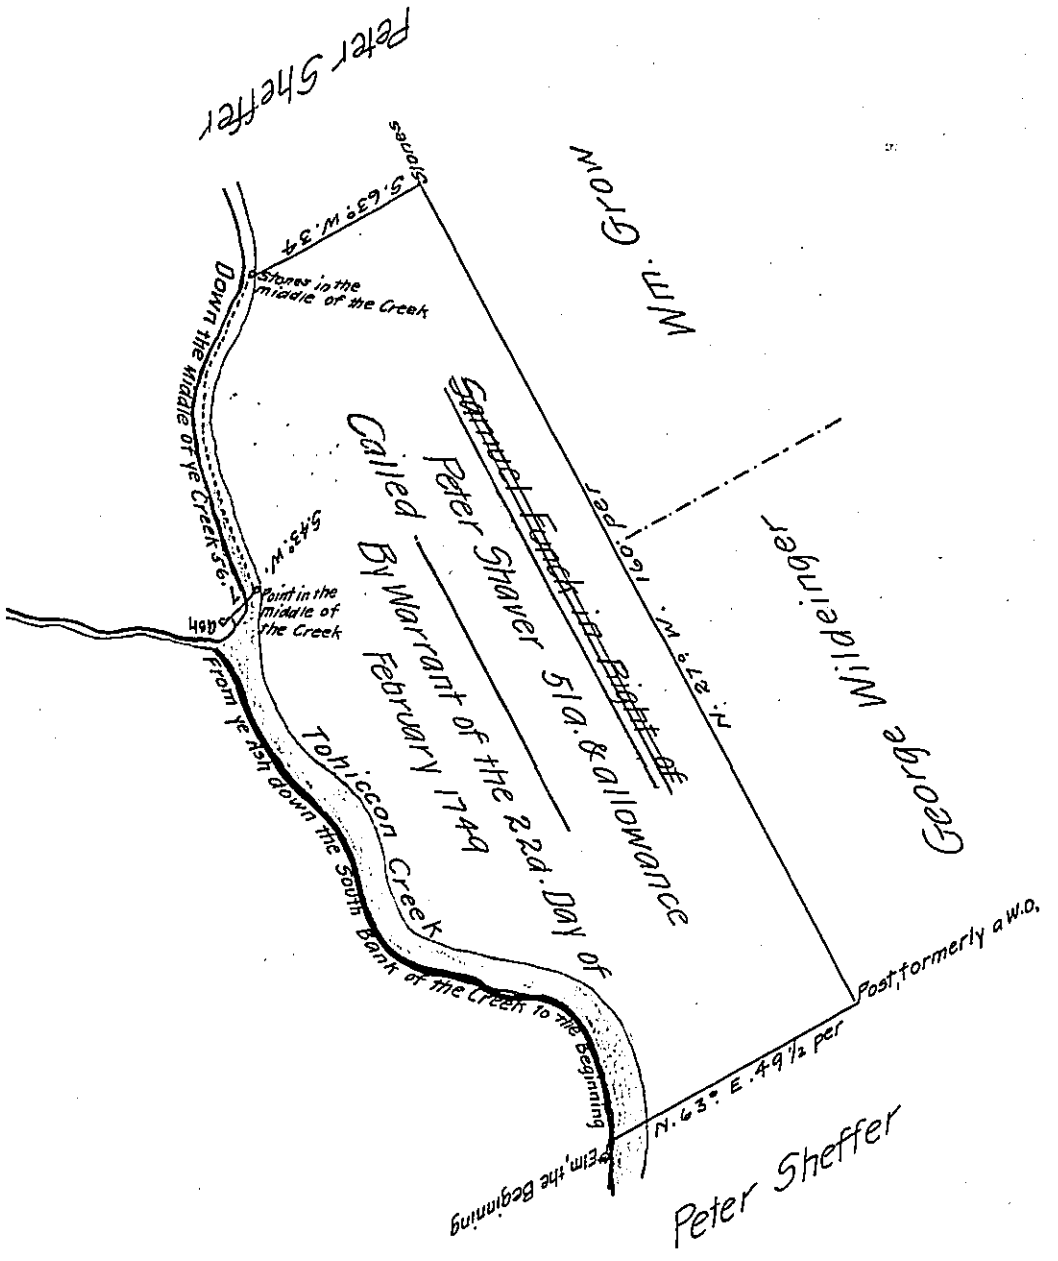 Peter Sheffer
Stones
S. 63° W. 34
Wm. Grow
Stones in the
middle of the Creek
Down the Middle of ye Creek 56.7
S 43° W.
Point in the
middle of
the Creek
Ash
Samuel Funck in Right of
Peter Shaver 51a. & allowance
Called
By Warrant of the 22d. Day of
February 1749
N. 27° W. 160. per
George Wildeinger
Tohiccon Creek
From ye Ash down the South Bank of the Creek to the Beginning
Post, formerly a W.O.
N. 63° E. 49 1/2 per
Elm, the Beginning
Peter Sheffer